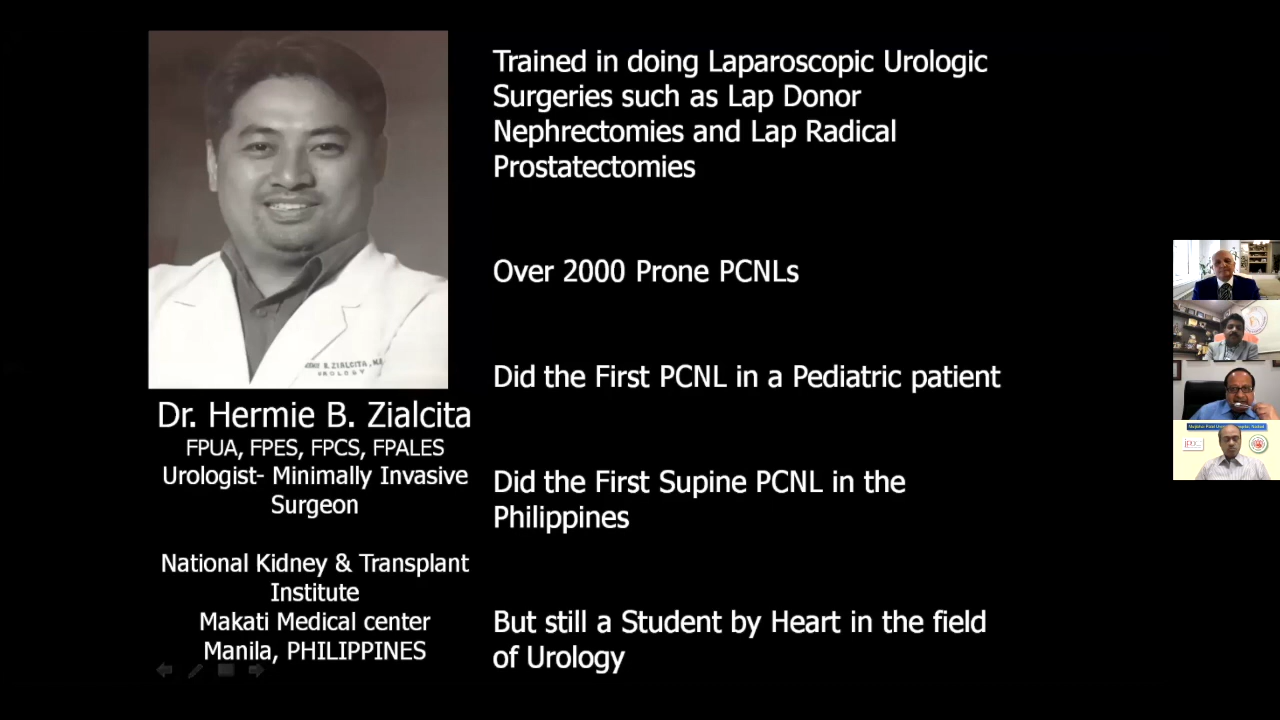 Trained in doing Laparoscopic Urologic
Surgeries such as Lap Donor
Nephrectomies and Lap Radical
Prostatectomies
Over 2000 Prone PCNLs
Did the First PCNL in a Pediatric patient
Did the First Supine PCNL in the
Philippines
But still a Student by Heart in the field
of Urology
B. ZIALCITA,
UROLOGY
Dr. Hermie B. Zialcita
FPUA, FPES, FPCS, FPALES
Urologist- Minimally Invasive
Surgeon
National Kidney & Transplant
Institute
Makati Medical center
Manila, PHILIPPINES